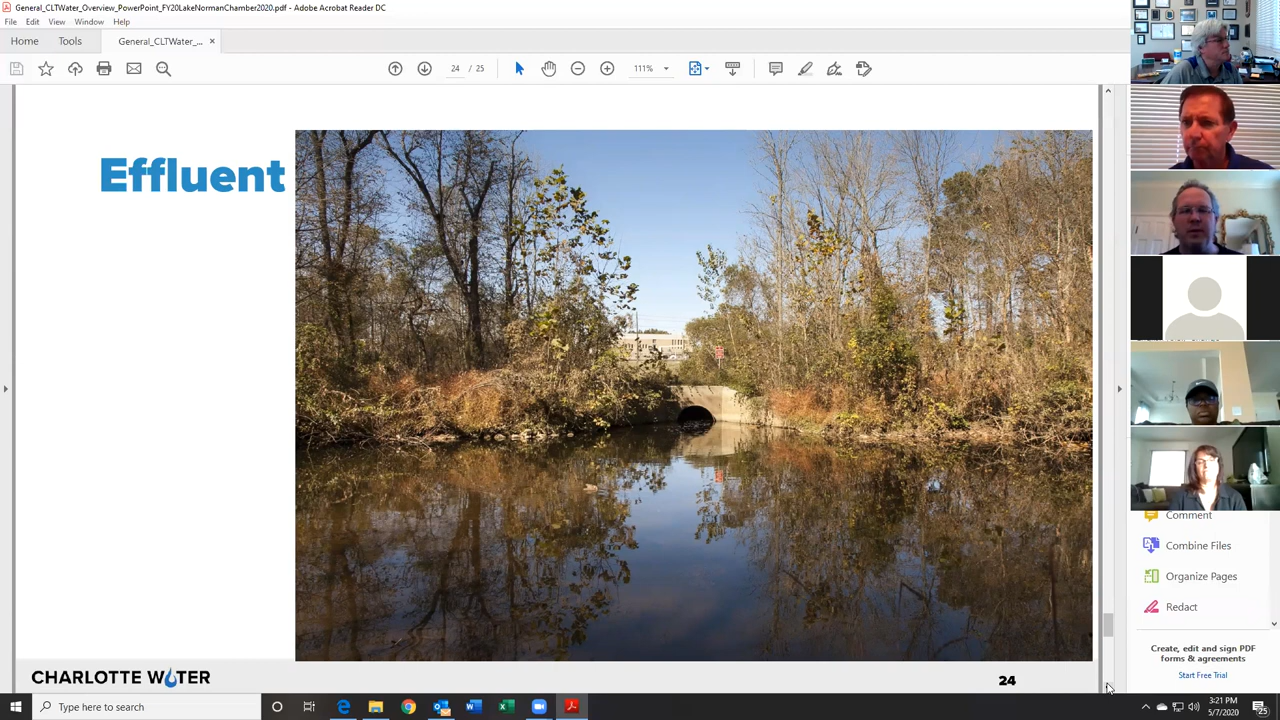 General_CLTWater_Overview_PowerPoint_FY20LakeNormanChamber2020.pdf - Adobe Acrobat Reader DC
File Edit View Window Help
Home Tools General_CLTWater_... ×
24 / 25 111%
Effluent
CHARLOTTE WATER
24
Comment
Combine Files
Organize Pages
Redact
Create, edit and sign PDF
forms & agreements
Start Free Trial
Type here to search
3:21 PM
5/7/2020
25